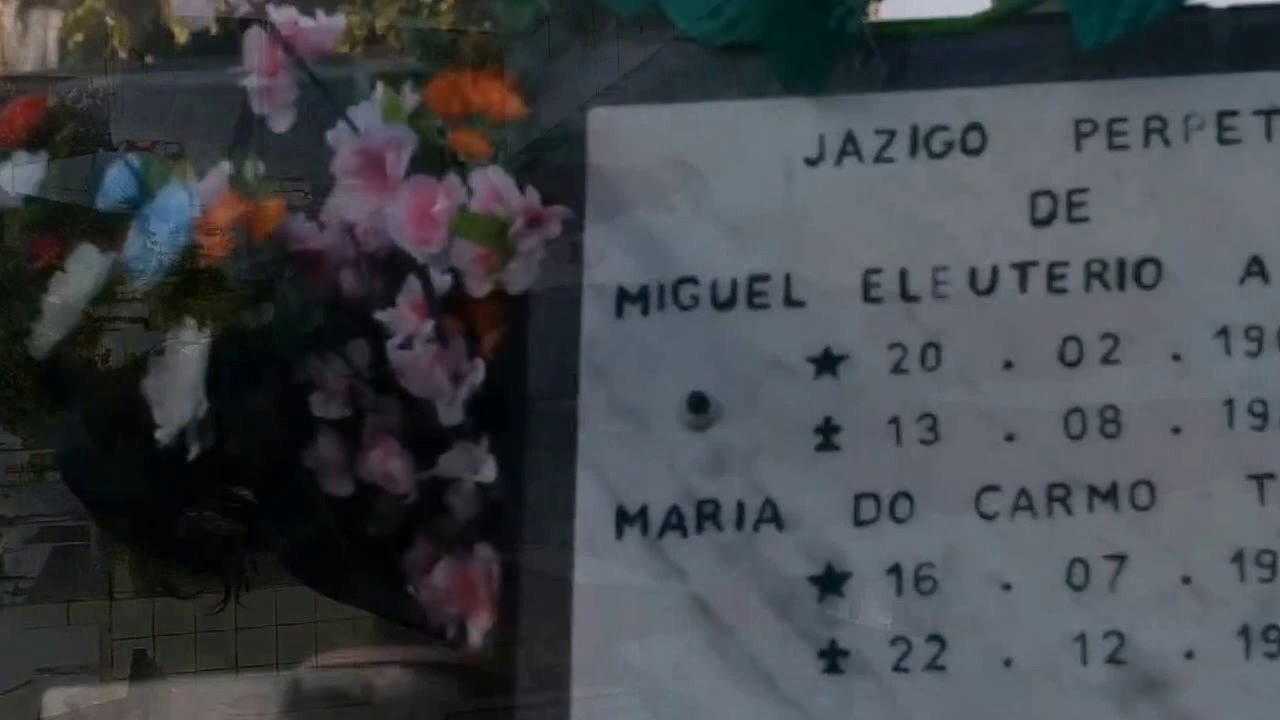 JAZIGO PERPET
DE
MIGUEL ELEUTERIO A
★ 20 . 02 . 19
✝ 13 . 08 . 19
MARIA DO CARMO T
★ 16 . 07 . 19
✝ 22 . 12 . 19